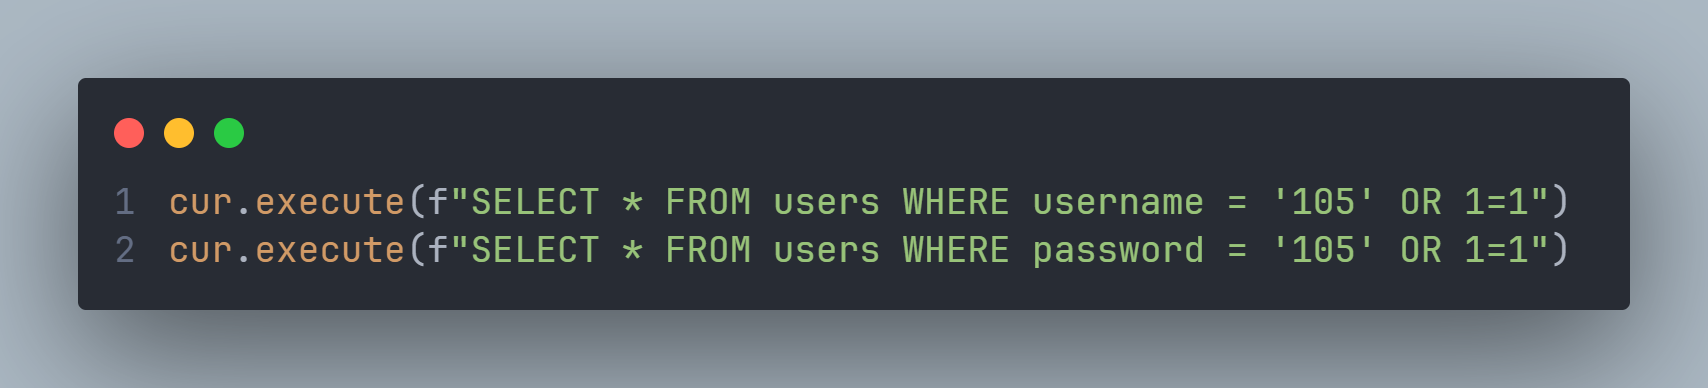 1 cur.execute(f"SELECT * FROM users WHERE username = '105' OR 1=1")
2 cur.execute(f"SELECT * FROM users WHERE password = '105' OR 1=1")